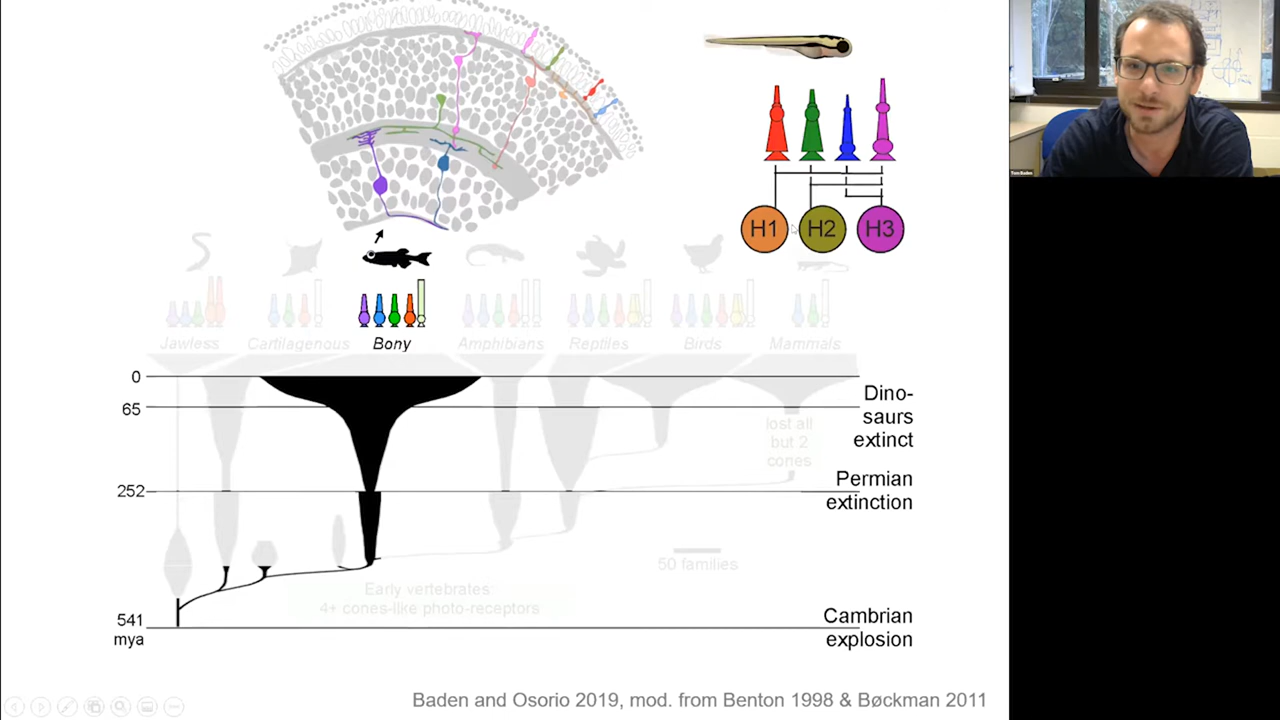 H1 H2 H3
Jawless Cartilagenous Bony Amphibians Reptiles Birds Mammals
0
65
Dino-
saurs
extinct
lost all
but 2
cones
252
Permian
extinction
50 families
Early vertebrates:
4+ cones-like photo-receptors
541
mya
Cambrian
explosion
Baden and Osorio 2019, mod. from Benton 1998 & Bøckman 2011
Tom Baden